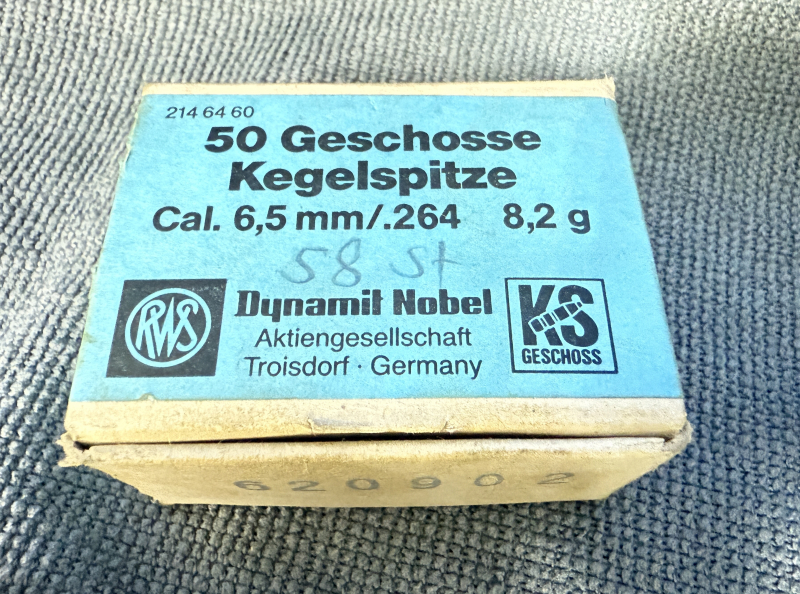 214 64 60
50 Geschosse
Kegelspitze
Cal. 6,5 mm/.264 8,2 g
58 St
RWS
Dynamit Nobel
Aktiengesellschaft
Troisdorf · Germany
KS
GESCHOSS
620902